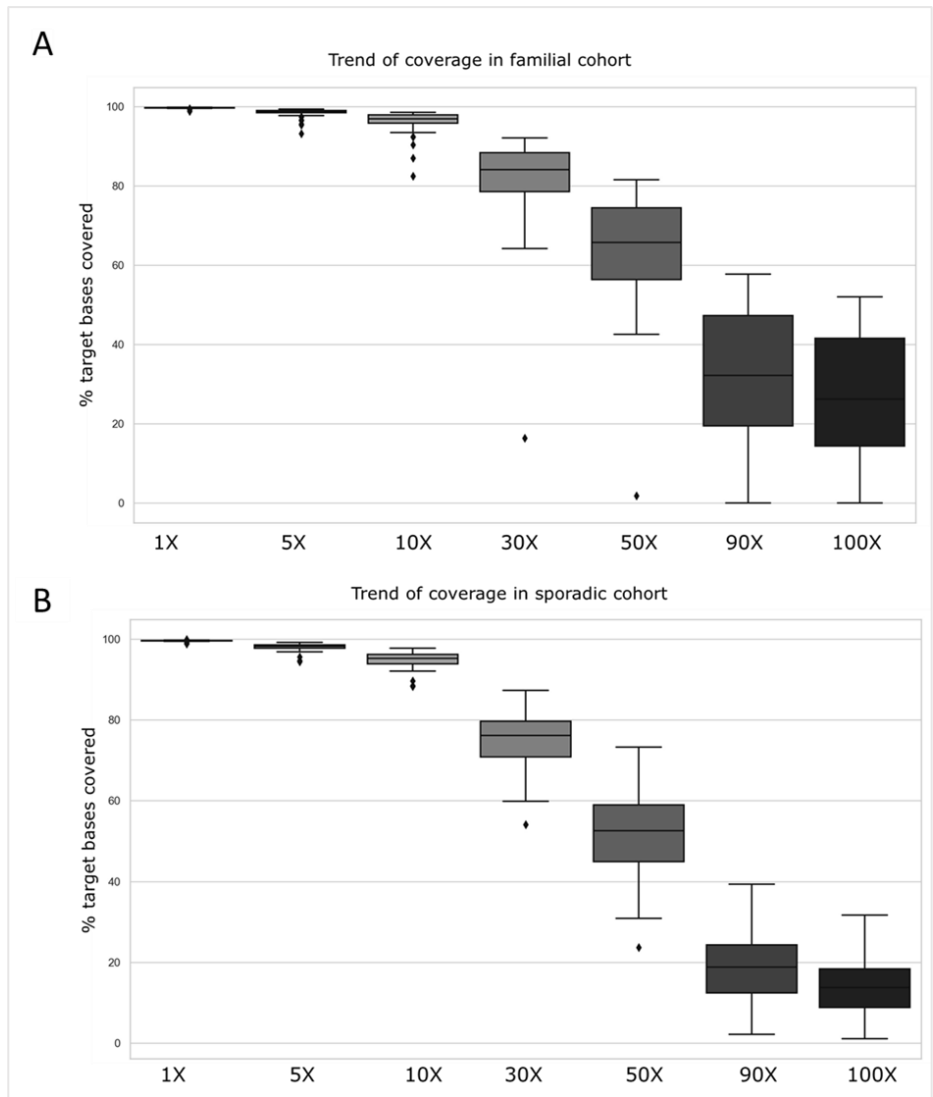 A
Trend of coverage in familial cohort
% target bases covered
100
80
60
40
20
0
1X 5X 10X 30X 50X 90X 100X
B
Trend of coverage in sporadic cohort
% target bases covered
100
80
60
40
20
0
1X 5X 10X 30X 50X 90X 100X